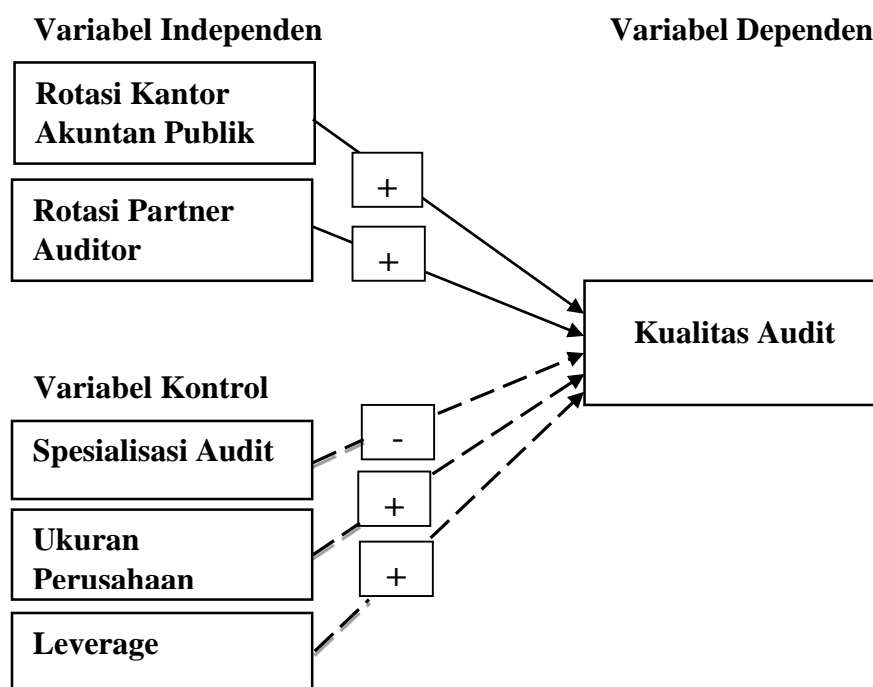 Variabel Independen
Variabel Dependen
Rotasi Kantor
Akuntan Publik
+
Rotasi Partner
Auditor
+
Kualitas Audit
Variabel Kontrol
Spesialisasi Audit
-
Ukuran
Perusahaan
+
Leverage
+